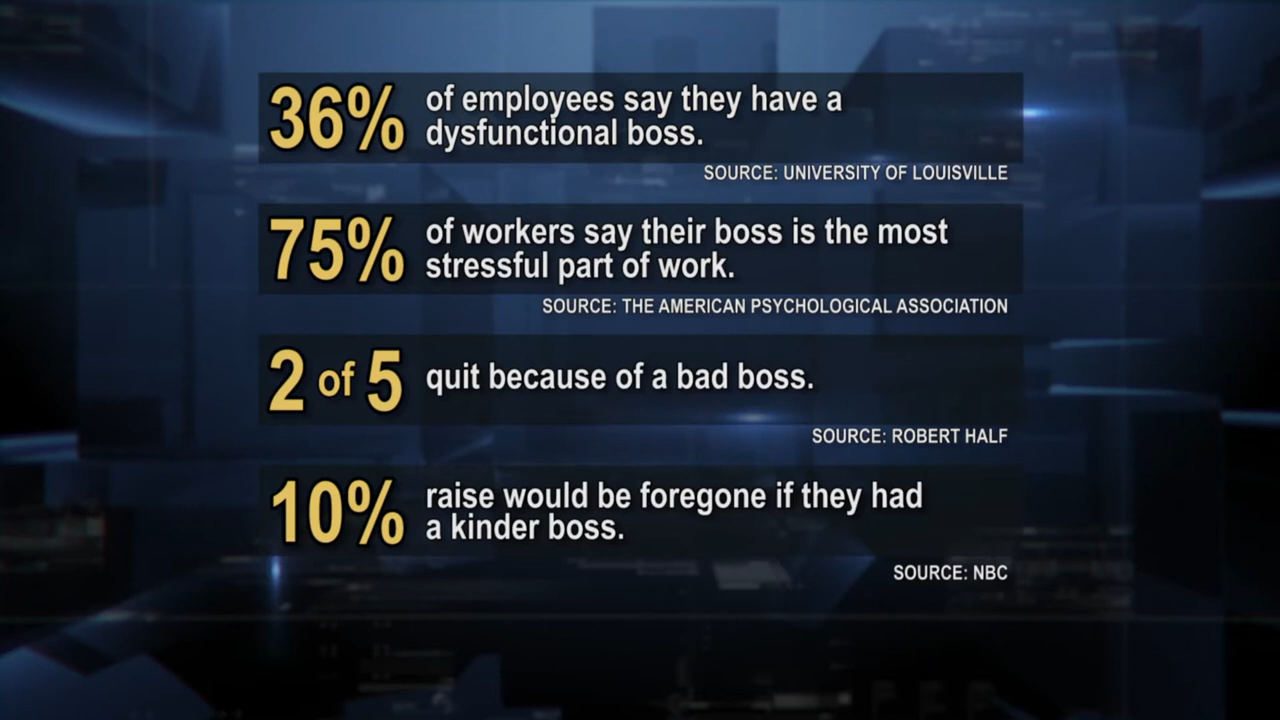 36%
of employees say they have a
dysfunctional boss.
SOURCE: UNIVERSITY OF LOUISVILLE
75%
of workers say their boss is the most
stressful part of work.
SOURCE: THE AMERICAN PSYCHOLOGICAL ASSOCIATION
2 of 5 quit because of a bad boss.
SOURCE: ROBERT HALF
10%
raise would be foregone if they had
a kinder boss.
SOURCE: NBC